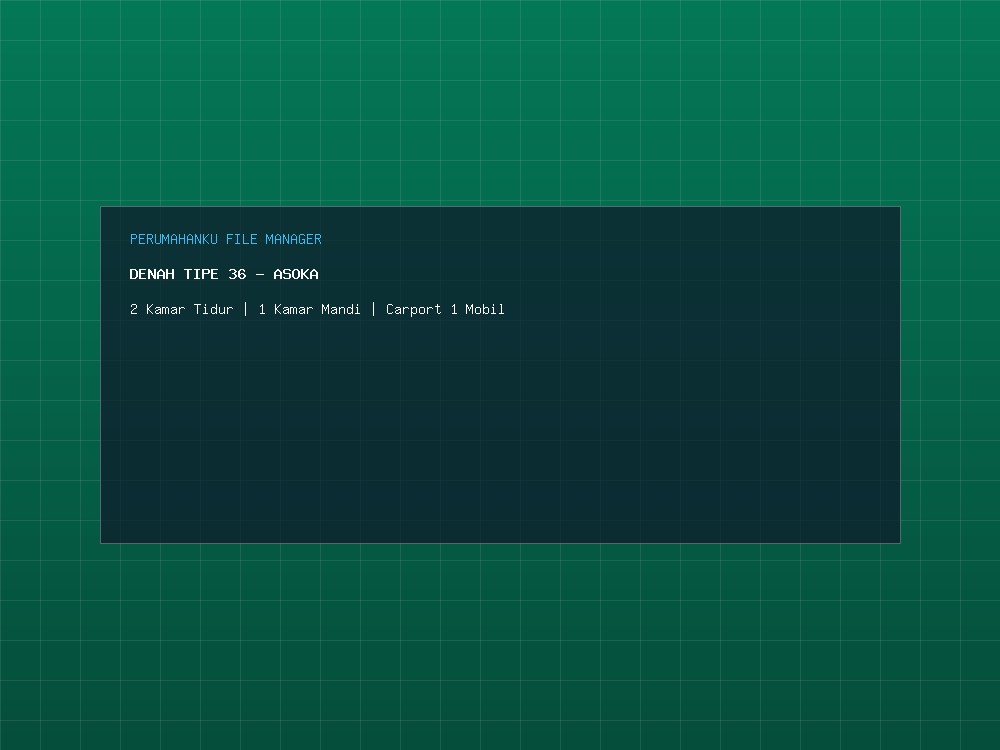 PERUMAHANKU FILE MANAGER
DENAH TIPE 36 – ASOKA
2 Kamar Tidur | 1 Kamar Mandi | Carport 1 Mobil